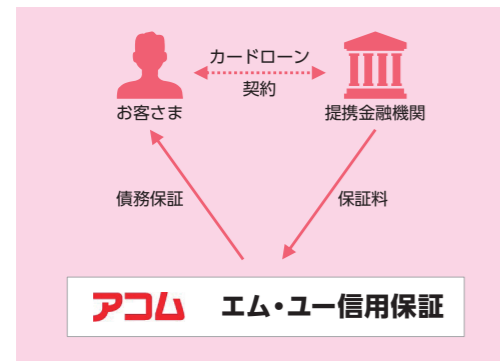 カードローン
契約
お客さま
提携金融機関
債務保証
保証料
アコム エム・ユー信用保証